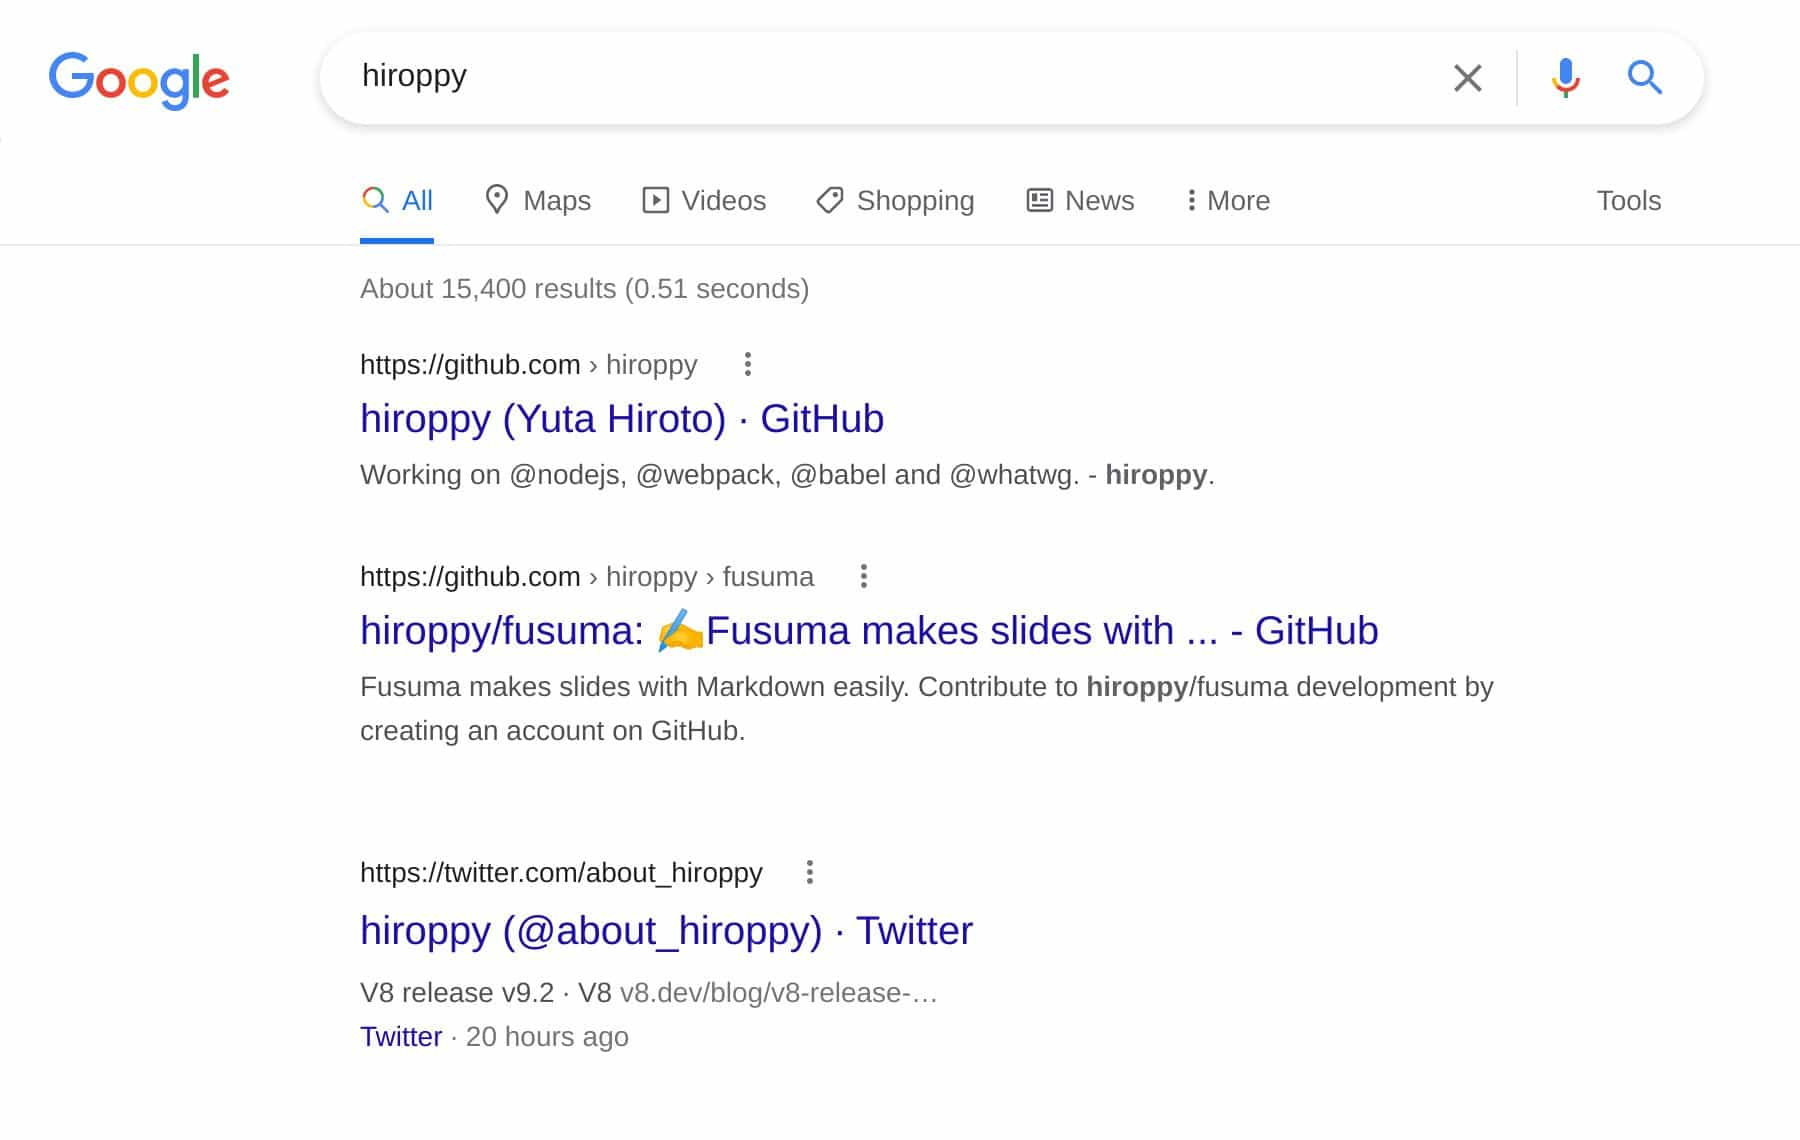 Google
hiroppy
All Maps Videos Shopping News More Tools
About 15,400 results (0.51 seconds)
https://github.com › hiroppy
hiroppy (Yuta Hiroto) · GitHub
Working on @nodejs, @webpack, @babel and @whatwg. - hiroppy.
https://github.com › hiroppy › fusuma
hiroppy/fusuma: ✍Fusuma makes slides with ... - GitHub
Fusuma makes slides with Markdown easily. Contribute to hiroppy/fusuma development by
creating an account on GitHub.
https://twitter.com/about_hiroppy
hiroppy (@about_hiroppy) · Twitter
V8 release v9.2 · V8 v8.dev/blog/v8-release-…
Twitter · 20 hours ago